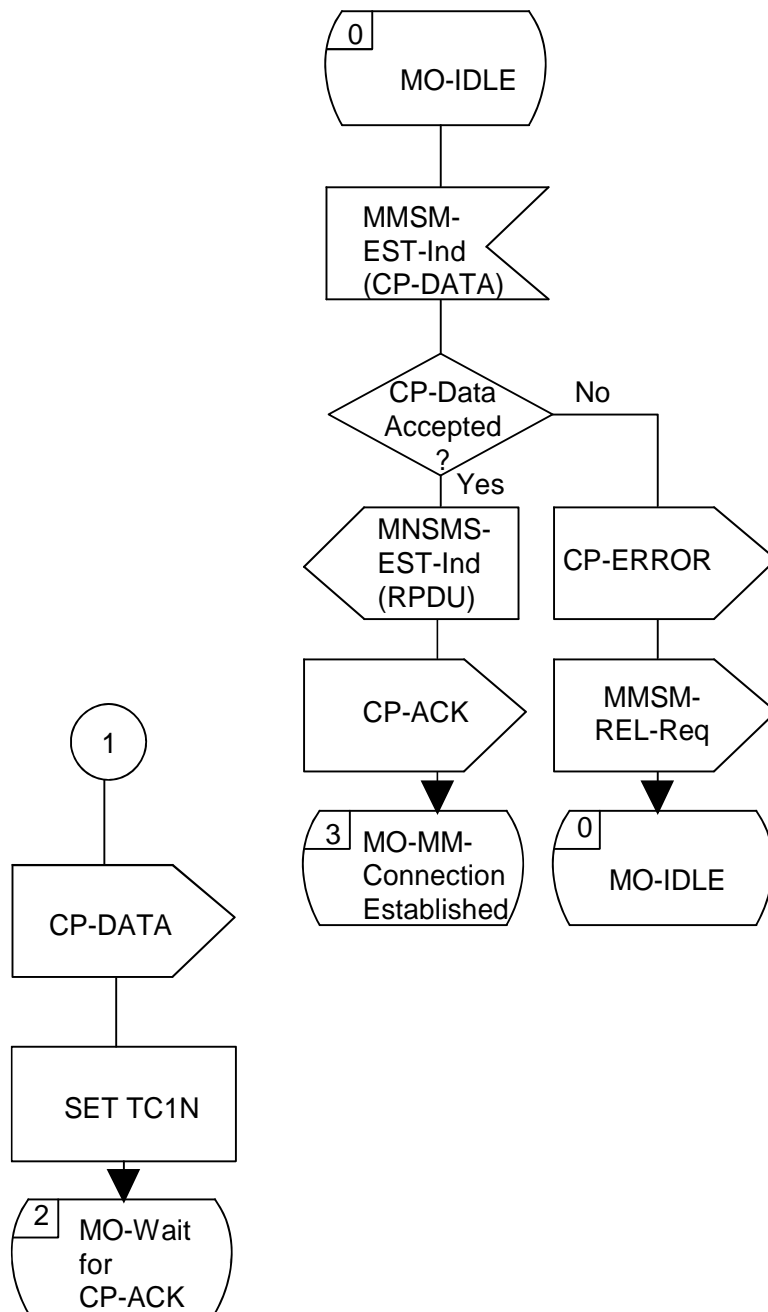 0
MO-IDLE
MMSM-
EST-Ind
(CP-DATA)
CP-Data
Accepted
?
No
Yes
MNSMS-
EST-Ind
(RPDU)
CP-ERROR
CP-ACK
MMSM-
REL-Req
3
MO-MM-
Connection
Established
0
MO-IDLE
1
CP-DATA
SET TC1N
2
MO-Wait
for
CP-ACK